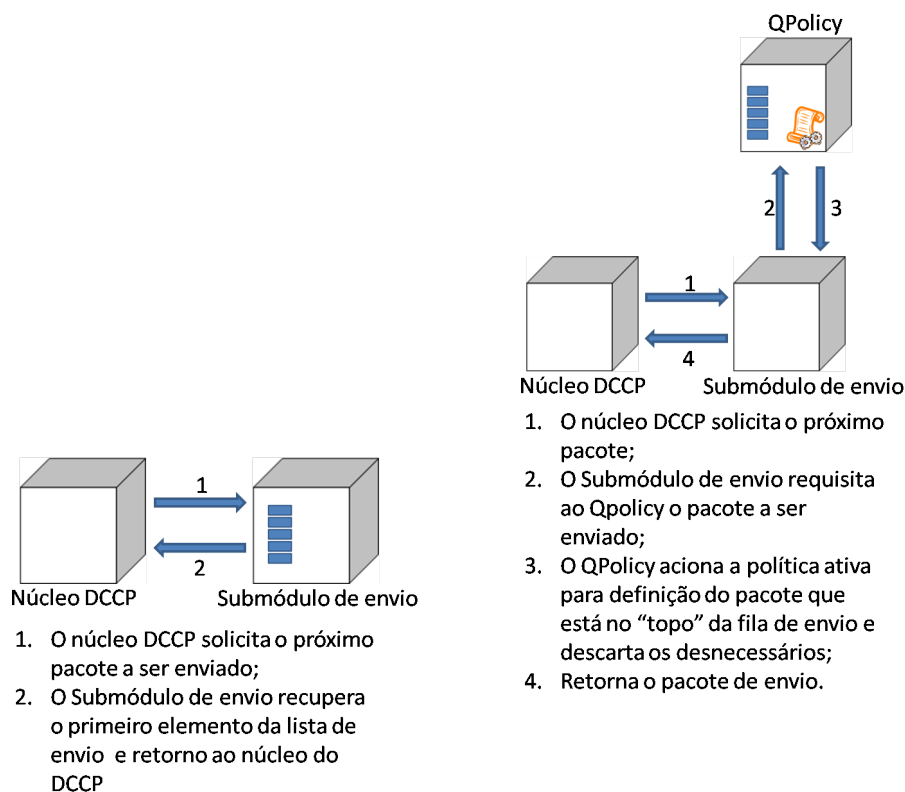 QPolicy
2
3
1
4
Núcleo DCCP
Submódulo de envio
1. O núcleo DCCP solicita o próximo
pacote;
2. O Submódulo de envio requisita
ao Qpolicy o pacote a ser
enviado;
3. O QPolicy aciona a política ativa
para definição do pacote que
está no “topo” da fila de envio e
descarta os desnecessários;
4. Retorna o pacote de envio.
1
2
Núcleo DCCP
Submódulo de envio
1. O núcleo DCCP solicita o próximo
pacote a ser enviado;
2. O Submódulo de envio recupera
o primeiro elemento da lista de
envio e retorno ao núcleo do
DCCP